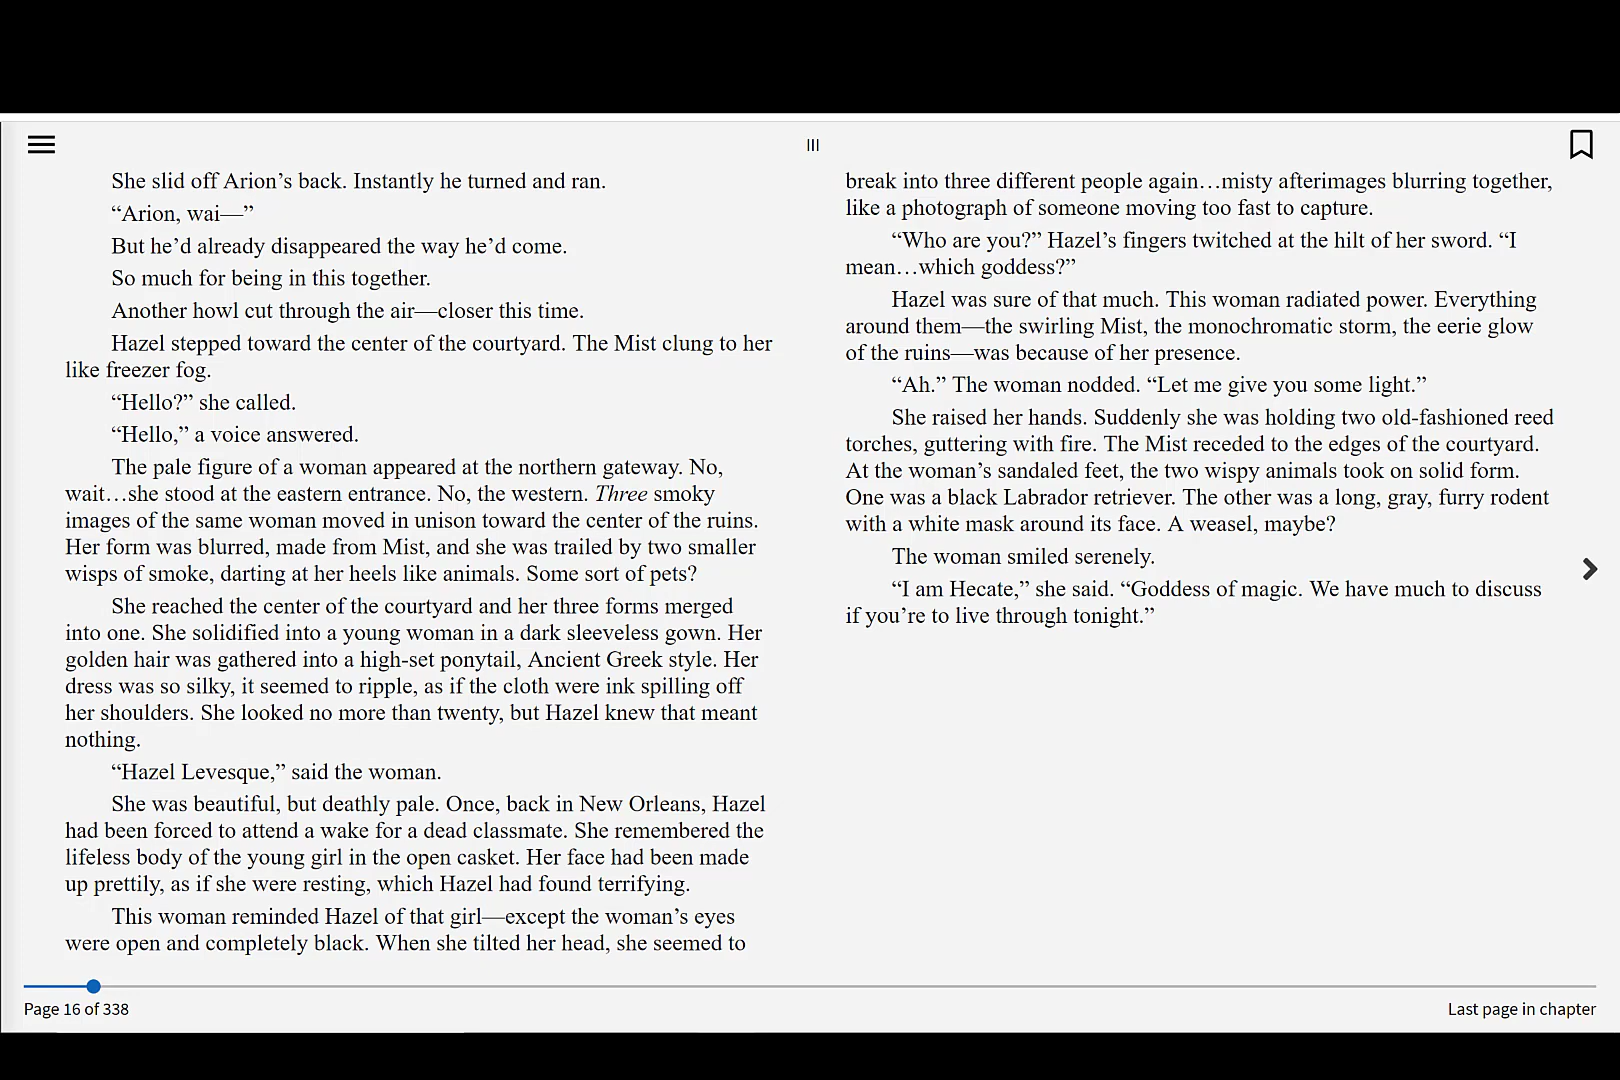 III
She slid off Arion’s back. Instantly he turned and ran.
“Arion, wai—”
But he’d already disappeared the way he’d come.
So much for being in this together.
Another howl cut through the air—closer this time.
Hazel stepped toward the center of the courtyard. The Mist clung to her
like freezer fog.
“Hello?” she called.
“Hello,” a voice answered.
The pale figure of a woman appeared at the northern gateway. No,
wait…she stood at the eastern entrance. No, the western. Three smoky
images of the same woman moved in unison toward the center of the ruins.
Her form was blurred, made from Mist, and she was trailed by two smaller
wisps of smoke, darting at her heels like animals. Some sort of pets?
She reached the center of the courtyard and her three forms merged
into one. She solidified into a young woman in a dark sleeveless gown. Her
golden hair was gathered into a high-set ponytail, Ancient Greek style. Her
dress was so silky, it seemed to ripple, as if the cloth were ink spilling off
her shoulders. She looked no more than twenty, but Hazel knew that meant
nothing.
“Hazel Levesque,” said the woman.
She was beautiful, but deathly pale. Once, back in New Orleans, Hazel
had been forced to attend a wake for a dead classmate. She remembered the
lifeless body of the young girl in the open casket. Her face had been made
up prettily, as if she were resting, which Hazel had found terrifying.
This woman reminded Hazel of that girl—except the woman’s eyes
were open and completely black. When she tilted her head, she seemed to
break into three different people again…misty afterimages blurring together,
like a photograph of someone moving too fast to capture.
“Who are you?” Hazel’s fingers twitched at the hilt of her sword. “I
mean…which goddess?”
Hazel was sure of that much. This woman radiated power. Everything
around them—the swirling Mist, the monochromatic storm, the eerie glow
of the ruins—was because of her presence.
“Ah.” The woman nodded. “Let me give you some light.”
She raised her hands. Suddenly she was holding two old-fashioned reed
torches, guttering with fire. The Mist receded to the edges of the courtyard.
At the woman’s sandaled feet, the two wispy animals took on solid form.
One was a black Labrador retriever. The other was a long, gray, furry rodent
with a white mask around its face. A weasel, maybe?
The woman smiled serenely.
“I am Hecate,” she said. “Goddess of magic. We have much to discuss
if you’re to live through tonight.”
Page 16 of 338
Last page in chapter